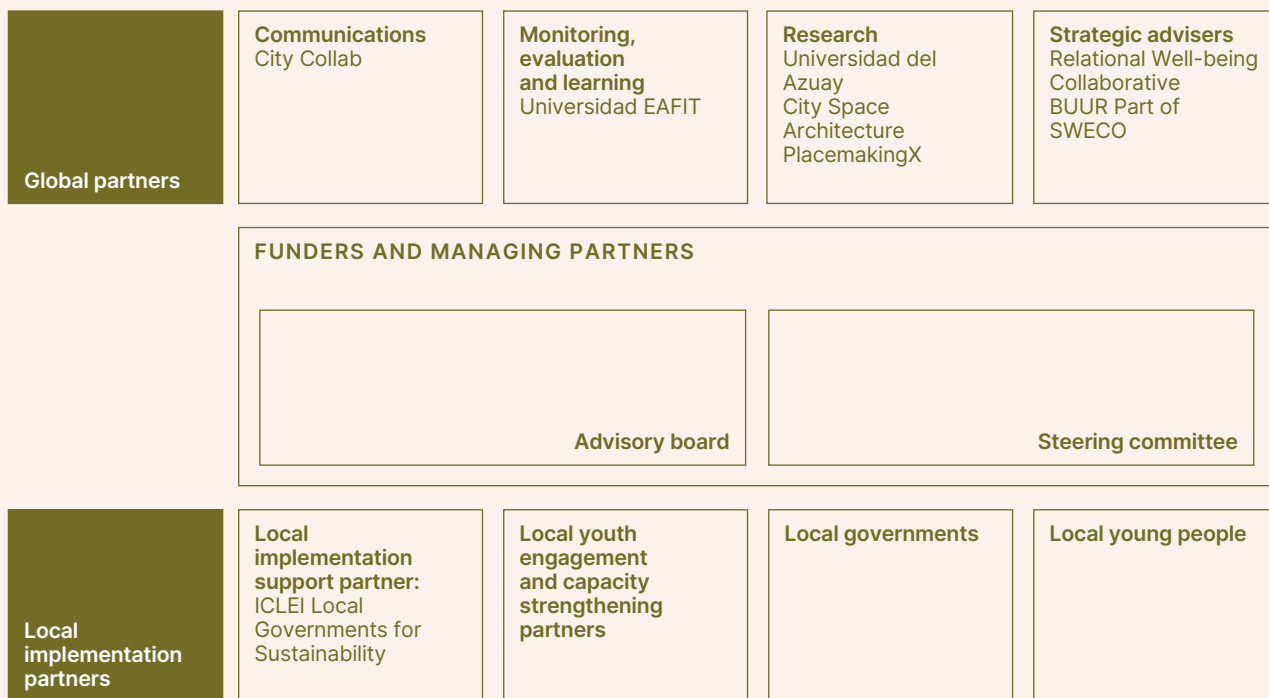 Global partners
Communications
City Collab
Monitoring,
evaluation
and learning
Universidad EAFIT
Research
Universidad del
Azuay
City Space
Architecture
PlacemakingX
Strategic advisers
Relational Well-being
Collaborative
BUUR Part of
SWECO
FUNDERS AND MANAGING PARTNERS
Advisory board
Steering committee
Local
implementation
partners
Local
implementation
support partner:
ICLEI Local
Governments for
Sustainability
Local youth
engagement
and capacity
strengthening
partners
Local governments
Local young people